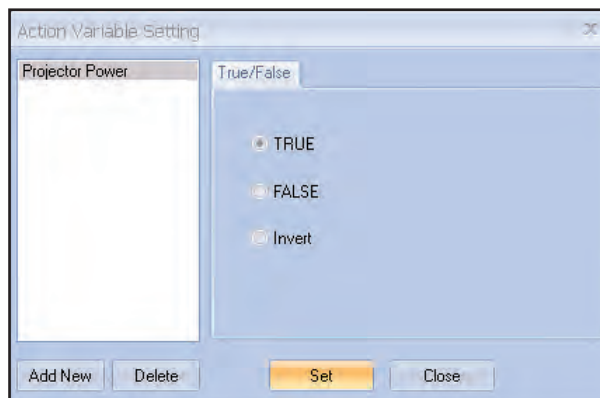 Action Variable Setting
Projector Power
True/False
TRUE
FALSE
Invert
Add New
Delete
Set
Close